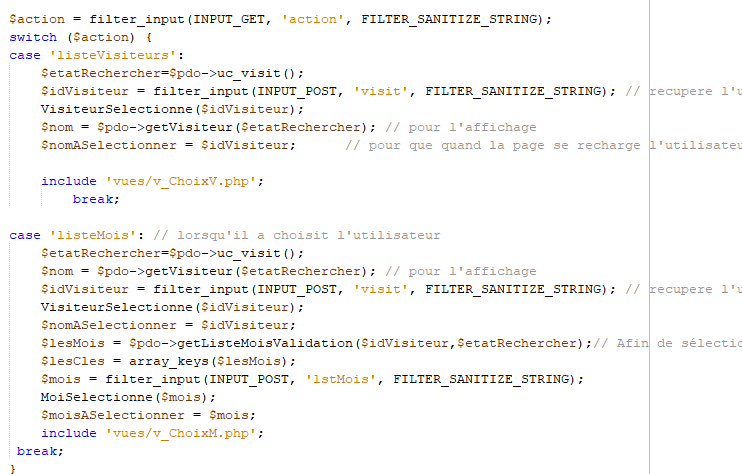 $action = filter_input(INPUT_GET, 'action', FILTER_SANITIZE_STRING);
switch ($action) {
case 'listeVisiteurs':
$etatRechercher=$pdo->uc_visit();
$idVisiteur = filter_input(INPUT_POST, 'visit', FILTER_SANITIZE_STRING); // recupere l'u
VisiteurSelectionne($idVisiteur);
$nom = $pdo->getVisiteur($etatRechercher); // pour l'affichage
$nomASelectionner = $idVisiteur; // pour que quand la page se recharge l'utilisateu
include 'vues/v_ChoixV.php';
break;
case 'listeMois': // lorsqu'il a choisit l'utilisateur
$etatRechercher=$pdo->uc_visit();
$nom = $pdo->getVisiteur($etatRechercher); // pour l'affichage
$idVisiteur = filter_input(INPUT_POST, 'visit', FILTER_SANITIZE_STRING); // recupere l'u
VisiteurSelectionne($idVisiteur);
$nomASelectionner = $idVisiteur;
$lesMois = $pdo->getListeMoisValidation($idVisiteur,$etatRechercher);// Afin de sélectio
$lesCles = array_keys($lesMois);
$mois = filter_input(INPUT_POST, 'lstMois', FILTER_SANITIZE_STRING);
MoiSelectionne($mois);
$moisASelectionner = $mois;
include 'vues/v_ChoixM.php';
break;
}